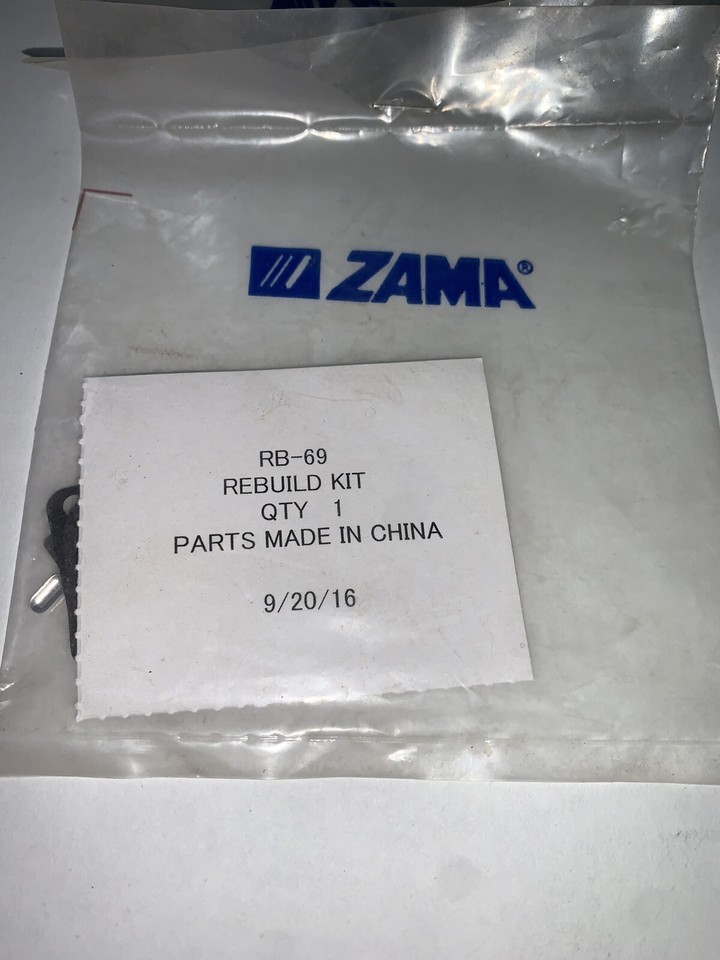 ZAMA®
RB-69
REBUILD KIT
QTY 1
PARTS MADE IN CHINA
9/20/16